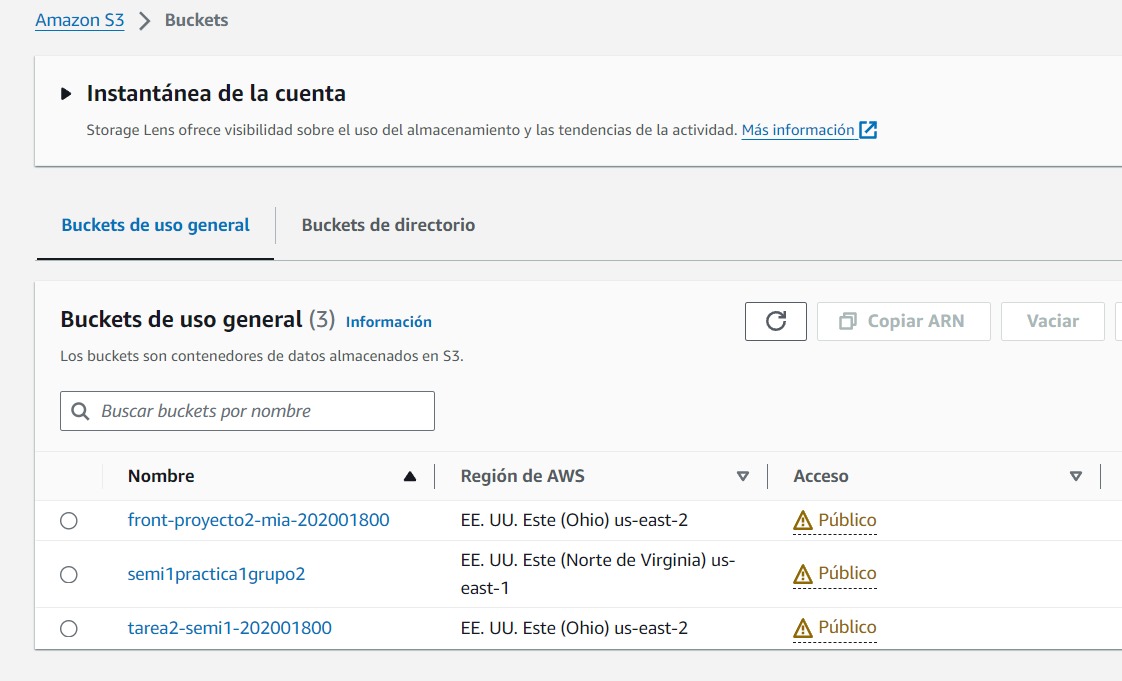 Amazon S3 > Buckets
Instantánea de la cuenta
Storage Lens ofrece visibilidad sobre el uso del almacenamiento y las tendencias de la actividad. Más información
Buckets de uso general
Buckets de directorio
Buckets de uso general (3) Información
Copiar ARN
Vaciar
Los buckets son contenedores de datos almacenados en S3.
Buscar buckets por nombre
Nombre
Región de AWS
Acceso
front-proyecto2-mia-202001800
EE. UU. Este (Ohio) us-east-2
Público
semi1practica1grupo2
EE. UU. Este (Norte de Virginia) us-
east-1
Público
tarea2-semi1-202001800
EE. UU. Este (Ohio) us-east-2
Público